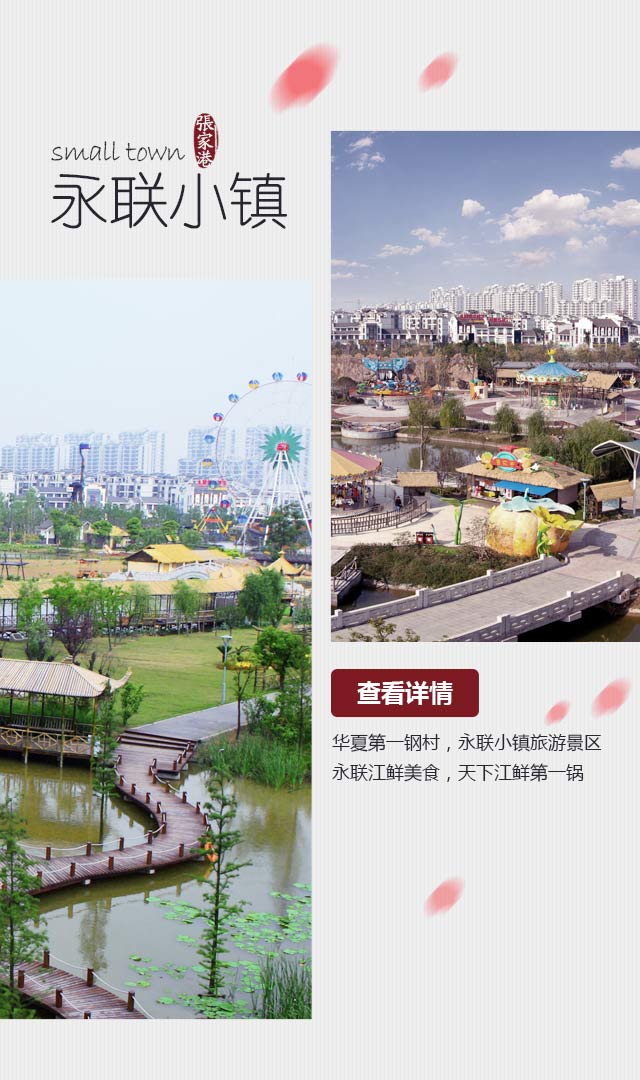 small town
張家港
永联小镇
查看详情
华夏第一钢村，永联小镇旅游景区
永联江鲜美食，天下江鲜第一锅